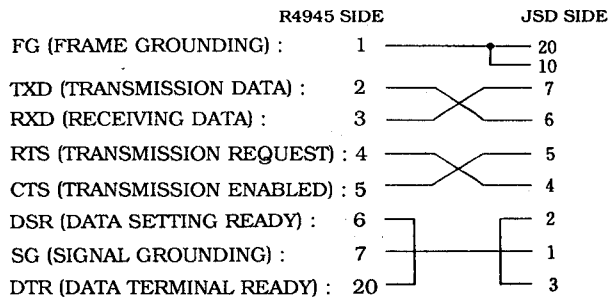 R4945 SIDE JSD SIDE
FG (FRAME GROUNDING) : 1 20
10
TXD (TRANSMISSION DATA) : 2 7
RXD (RECEIVING DATA) : 3 6
RTS (TRANSMISSION REQUEST) : 4 5
CTS (TRANSMISSION ENABLED) : 5 4
DSR (DATA SETTING READY) : 6 2
SG (SIGNAL GROUNDING) : 7 1
DTR (DATA TERMINAL READY) : 20 3